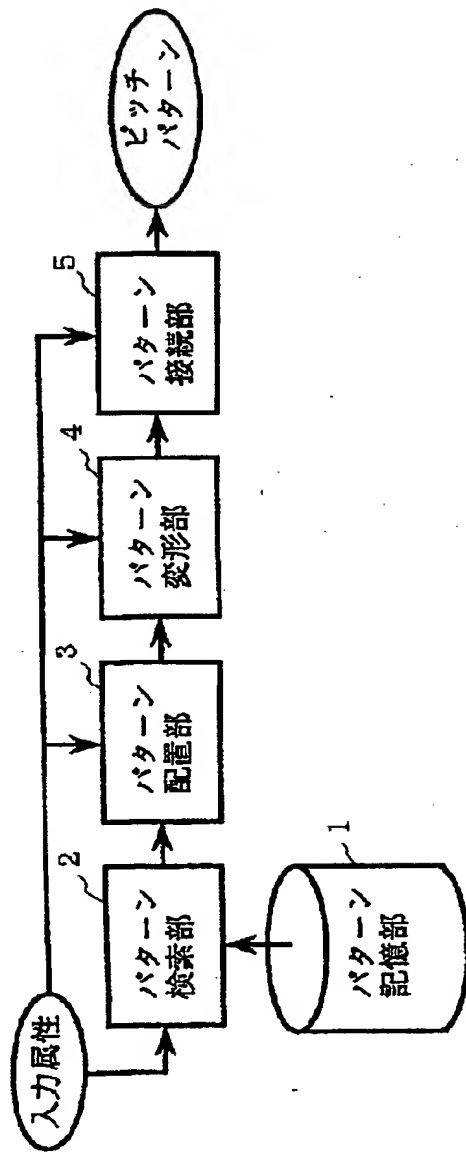 入力属性
2
パターン
検索部
3
パターン
配置部
4
パターン
変形部
5
パターン
接続部
ピッチ
パターン
1
パターン
記憶部